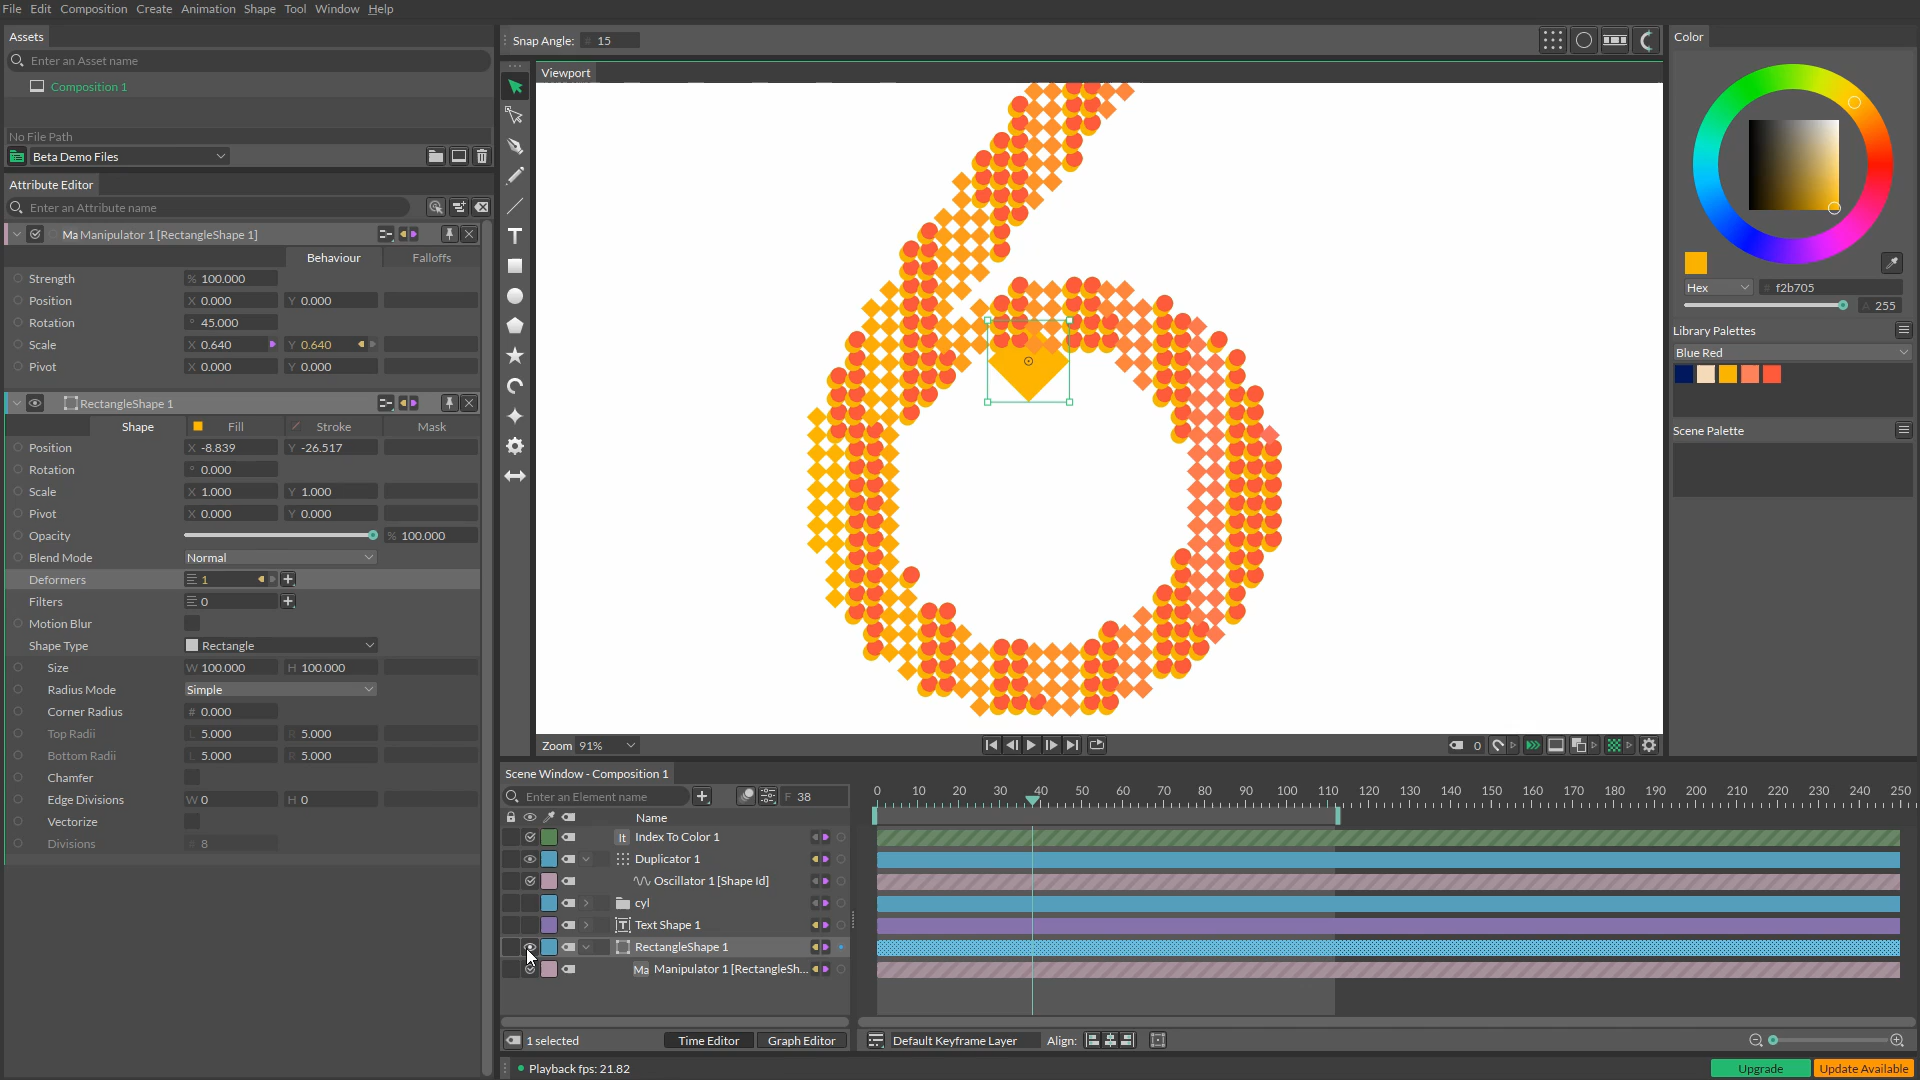 File Edit Composition Create Animation Shape Tool Window Help
Assets
Enter an Asset name
Composition 1
No File Path
Beta Demo Files
Attribute Editor
Enter an Attribute name
Ma Manipulator 1 [RectangleShape 1]
Behaviour Falloffs
Strength % 100.000
Position X 0.000 Y 0.000
Rotation ° 45.000
Scale X 0.640 Y 0.640
Pivot X 0.000 Y 0.000
RectangleShape 1
Shape Fill Stroke Mask
Position X -8.839 Y -26.517
Rotation ° 0.000
Scale X 1.000 Y 1.000
Pivot X 0.000 Y 0.000
Opacity % 100.000
Blend Mode Normal
Deformers 1
Filters 0
Motion Blur
Shape Type Rectangle
Size W 100.000 H 100.000
Radius Mode Simple
Corner Radius # 0.000
Top Radii L 5.000 R 5.000
Bottom Radii L 5.000 R 5.000
Chamfer
Edge Divisions W 0 H 0
Vectorize
Divisions # 8
Snap Angle: 15
Viewport
Zoom 91%
0
Color
Hex # f2b705
A 255
Library Palettes
Blue Red
Scene Palette
Scene Window - Composition 1
Enter an Element name
F 38
Name
It Index To Color 1
Duplicator 1
Oscillator 1 [Shape Id]
cyl
Text Shape 1
RectangleShape 1
Ma Manipulator 1 [RectangleSh...
0 10 20 30 40 50 60 70 80 90 100 110 120 130 140 150 160 170 180 190 200 210 220 230 240 250
1 selected
Time Editor Graph Editor
Default Keyframe Layer Align:
Playback fps: 21.82
Upgrade Update Available